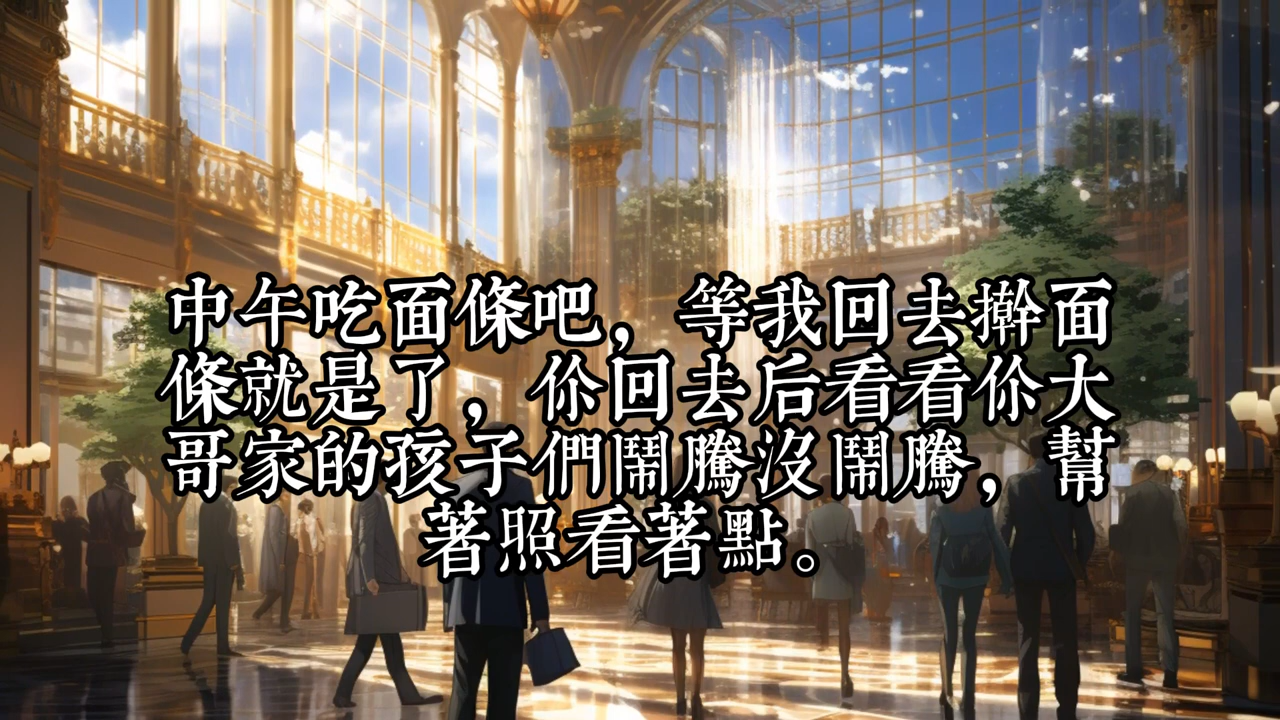 中午吃面條吧，等我回去擀面
條就是了，你回去后看看你大
哥家的孩子們鬧騰沒鬧騰，幫
著照看著點。